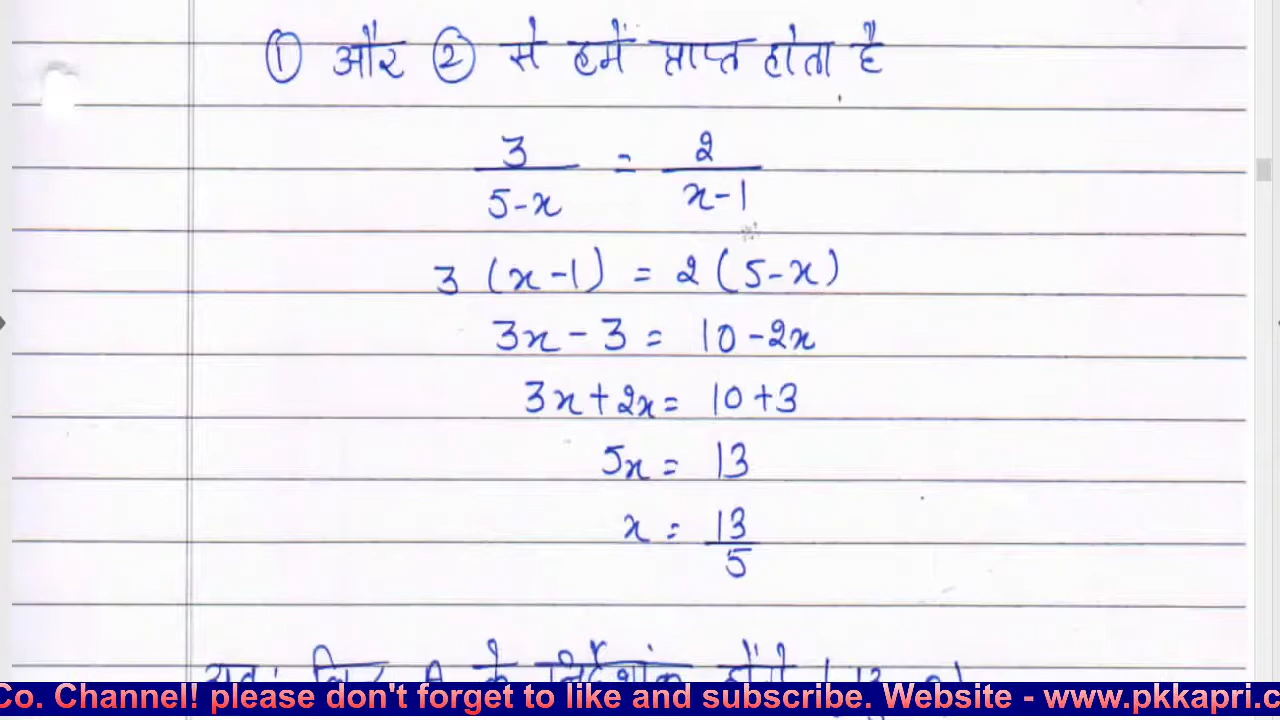 ① और ② से हमें प्राप्त होता है
3/(5-x) = 2/(x-1)
3 (x-1) = 2 (5-x)
3x - 3 = 10 - 2x
3x + 2x = 10 + 3
5x = 13
x = 13/5
के निर्देशांक होंगे
Co. Channel! please don't forget to like and subscribe. Website - www.pkkapri.c